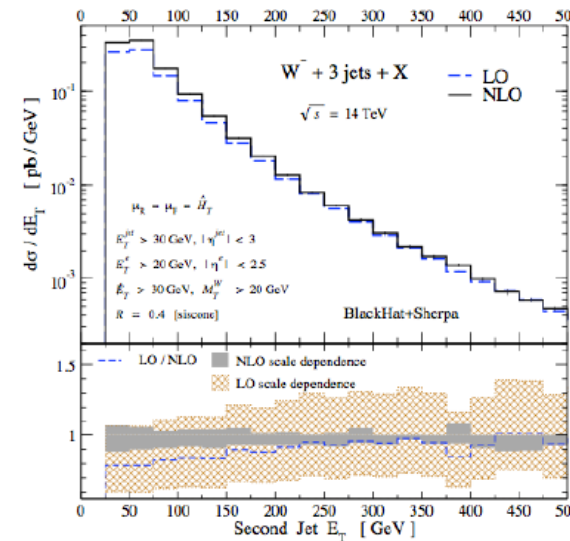 0 50 100 150 200 250 300 350 400 450 500
W⁻ + 3 jets + X
LO
NLO
√s = 14 TeV
10⁻¹
10⁻²
10⁻³
dσ / dE_T [ pb / GeV ]
μ_R = μ_F = Ĥ_T
E_T^jet > 30 GeV, | η^jet | < 3
E_T^e > 20 GeV, | η^e | < 2.5
E̸_T > 30 GeV, M_T^W > 20 GeV
R = 0.4 [siscone]
BlackHat+Sherpa
LO / NLO
NLO scale dependence
LO scale dependence
1.5
1
0 50 100 150 200 250 300 350 400 450 500
Second Jet E_T [ GeV ]